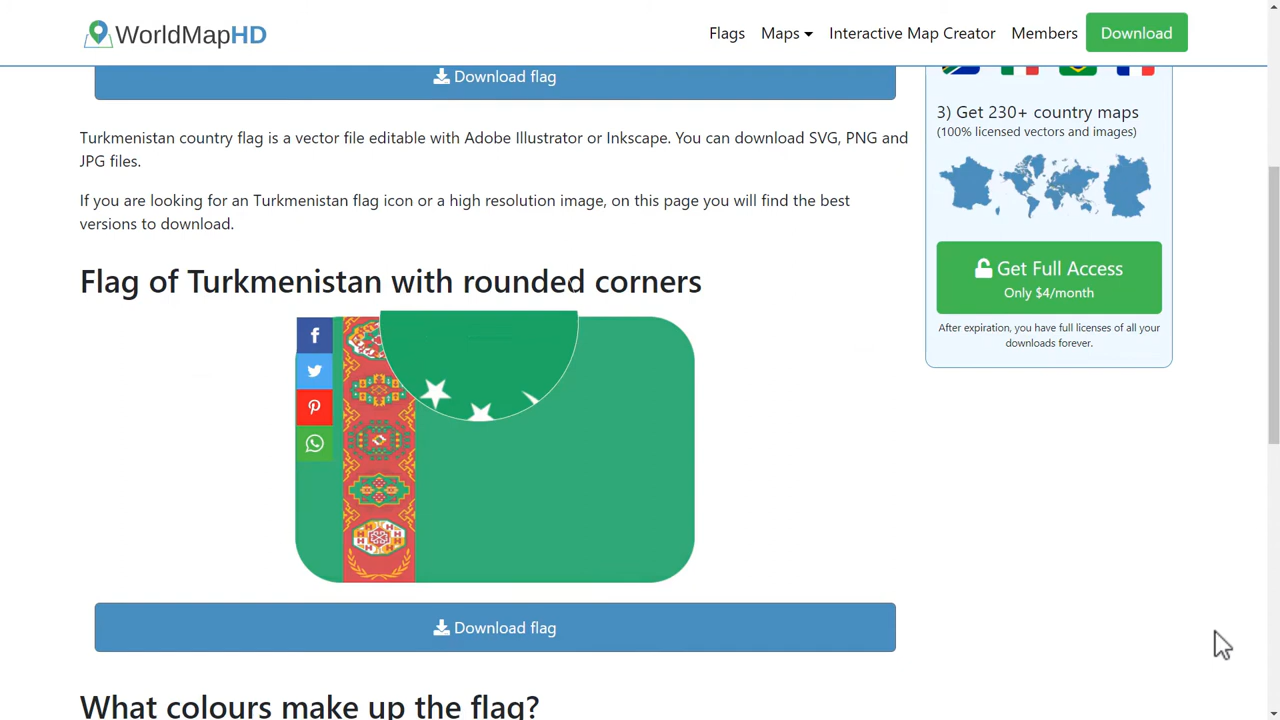 WorldMapHD
Flags Maps Interactive Map Creator Members Download
Download flag
Turkmenistan country flag is a vector file editable with Adobe Illustrator or Inkscape. You can download SVG, PNG and
JPG files.
If you are looking for an Turkmenistan flag icon or a high resolution image, on this page you will find the best
versions to download.
Flag of Turkmenistan with rounded corners
Download flag
What colours make up the flag?
3) Get 230+ country maps
(100% licensed vectors and images)
Get Full Access
Only $4/month
After expiration, you have full licenses of all your
downloads forever.